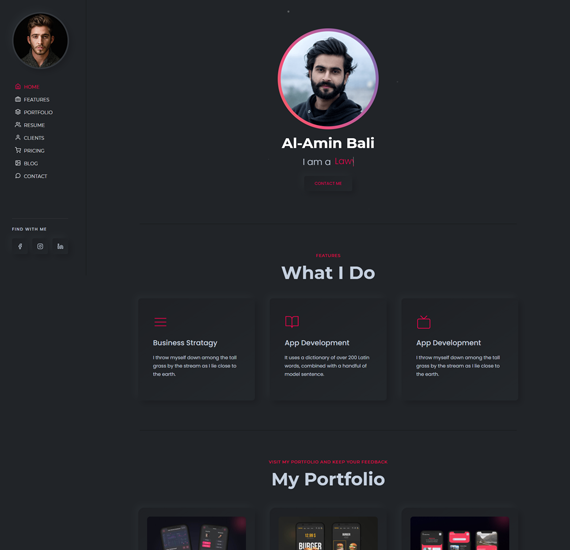 HOME
FEATURES
PORTFOLIO
RESUME
CLIENTS
PRICING
BLOG
CONTACT
FIND WITH ME
Al-Amin Bali
I am a Law
CONTACT ME
FEATURES
What I Do
Business Stratagy
I throw myself down among the tall
grass by the stream as I lie close to
the earth.
App Development
It uses a dictionary of over 200 Latin
words, combined with a handful of
model sentence.
App Development
I throw myself down among the tall
grass by the stream as I lie close to
the earth.
VISIT MY PORTFOLIO AND KEEP YOUR FEEDBACK
My Portfolio
BURGER